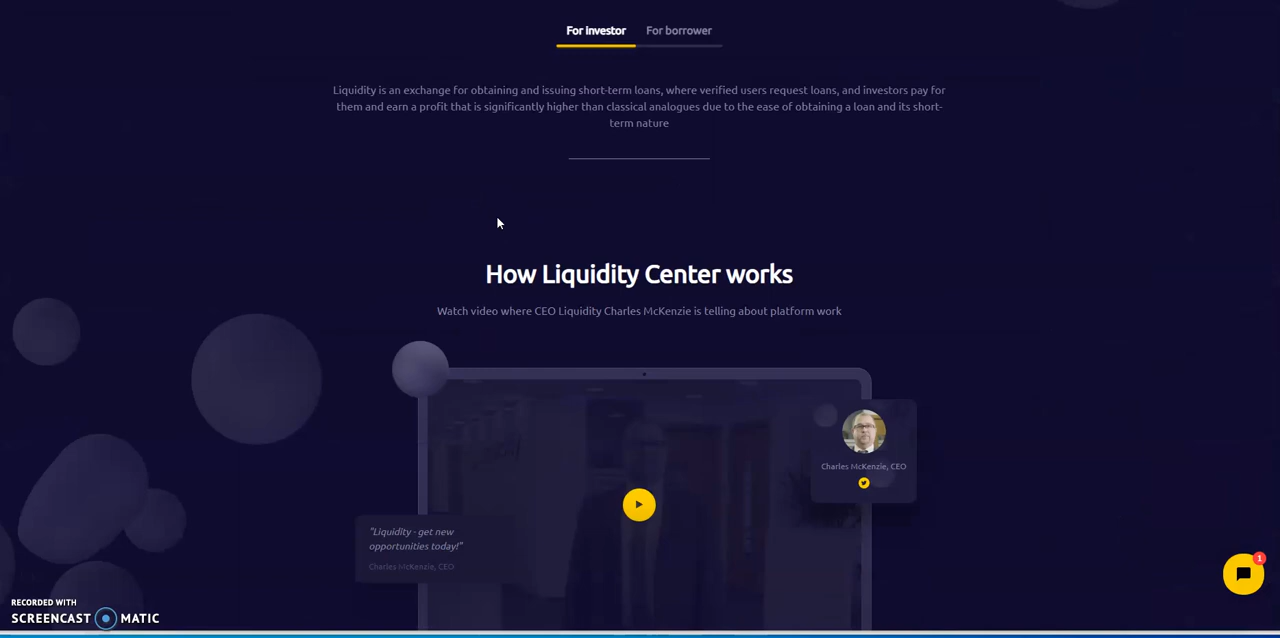 For investor For borrower
Liquidity is an exchange for obtaining and issuing short-term loans, where verified users request loans, and investors pay for
them and earn a profit that is significantly higher than classical analogues due to the ease of obtaining a loan and its short-
term nature
How Liquidity Center works
Watch video where CEO Liquidity Charles McKenzie is telling about platform work
Charles McKenzie, CEO
"Liquidity - get new
opportunities today!"
Charles McKenzie, CEO
1
RECORDED WITH
SCREENCAST MATIC